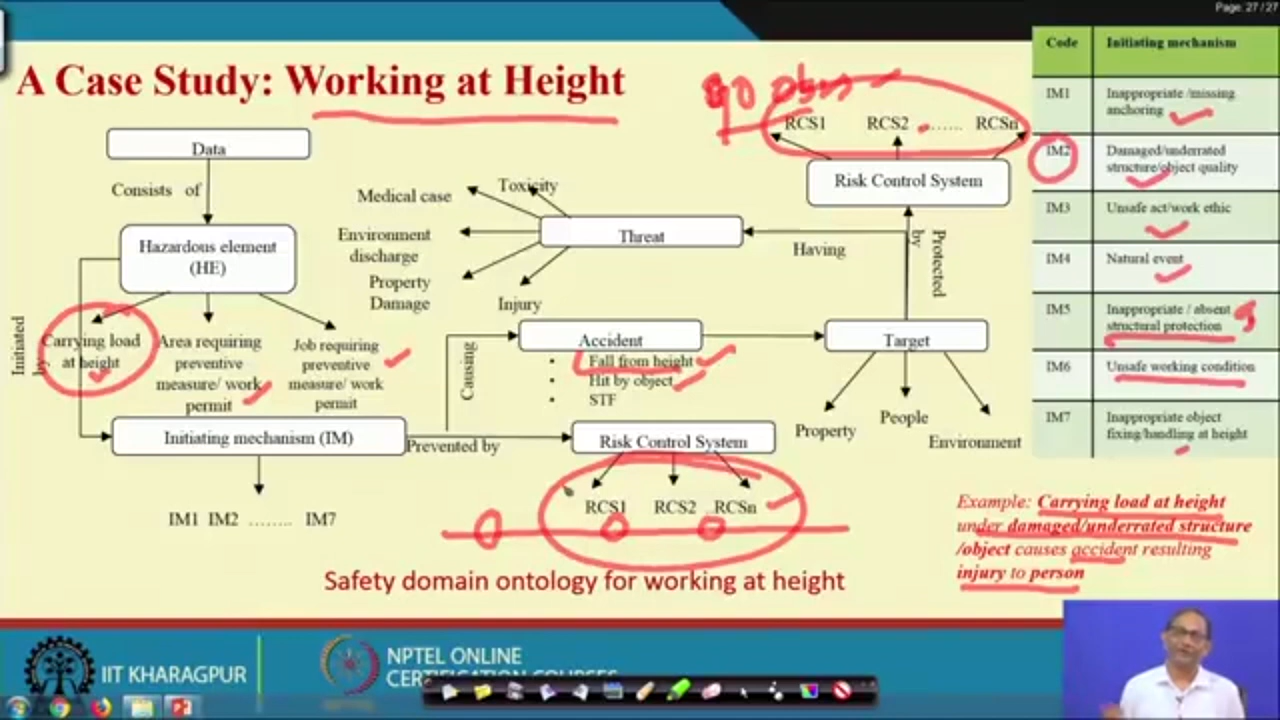 Page: 27 / 27
A Case Study: Working at Height
Data
Consists of
Hazardous element
(HE)
Initiated
by
Carrying load
at height
Area requiring
preventive
measure/ work
permit
Job requiring
preventive
measure/ work
permit
Initiating mechanism (IM)
IM1 IM2 ........ IM7
Medical case
Toxicity
Environment
discharge
Property
Damage
Injury
Threat
Having
Causing
Accident
• Fall from height
• Hit by object
• STF
Prevented by
Risk Control System
RCS1 RCS2 RCSn
RCS1 RCS2 ....... RCSn
Risk Control System
Protected
by
Target
Property
People
Environment
Safety domain ontology for working at height
Code Initiating mechanism
IM1 Inappropriate /missing
anchoring
IM2 Damaged/underrated
structure/object quality
IM3 Unsafe act/work ethic
IM4 Natural event
IM5 Inappropriate / absent
structural protection
IM6 Unsafe working condition
IM7 Inappropriate object
fixing/handling at height
Example: Carrying load at height
under damaged/underrated structure
/object causes accident resulting
injury to person
IIT KHARAGPUR
NPTEL ONLINE